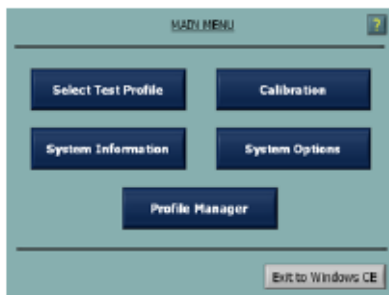 MAIN MENU
?
Select Test Profile
Calibration
System Information
System Options
Profile Manager
Exit to Windows CE